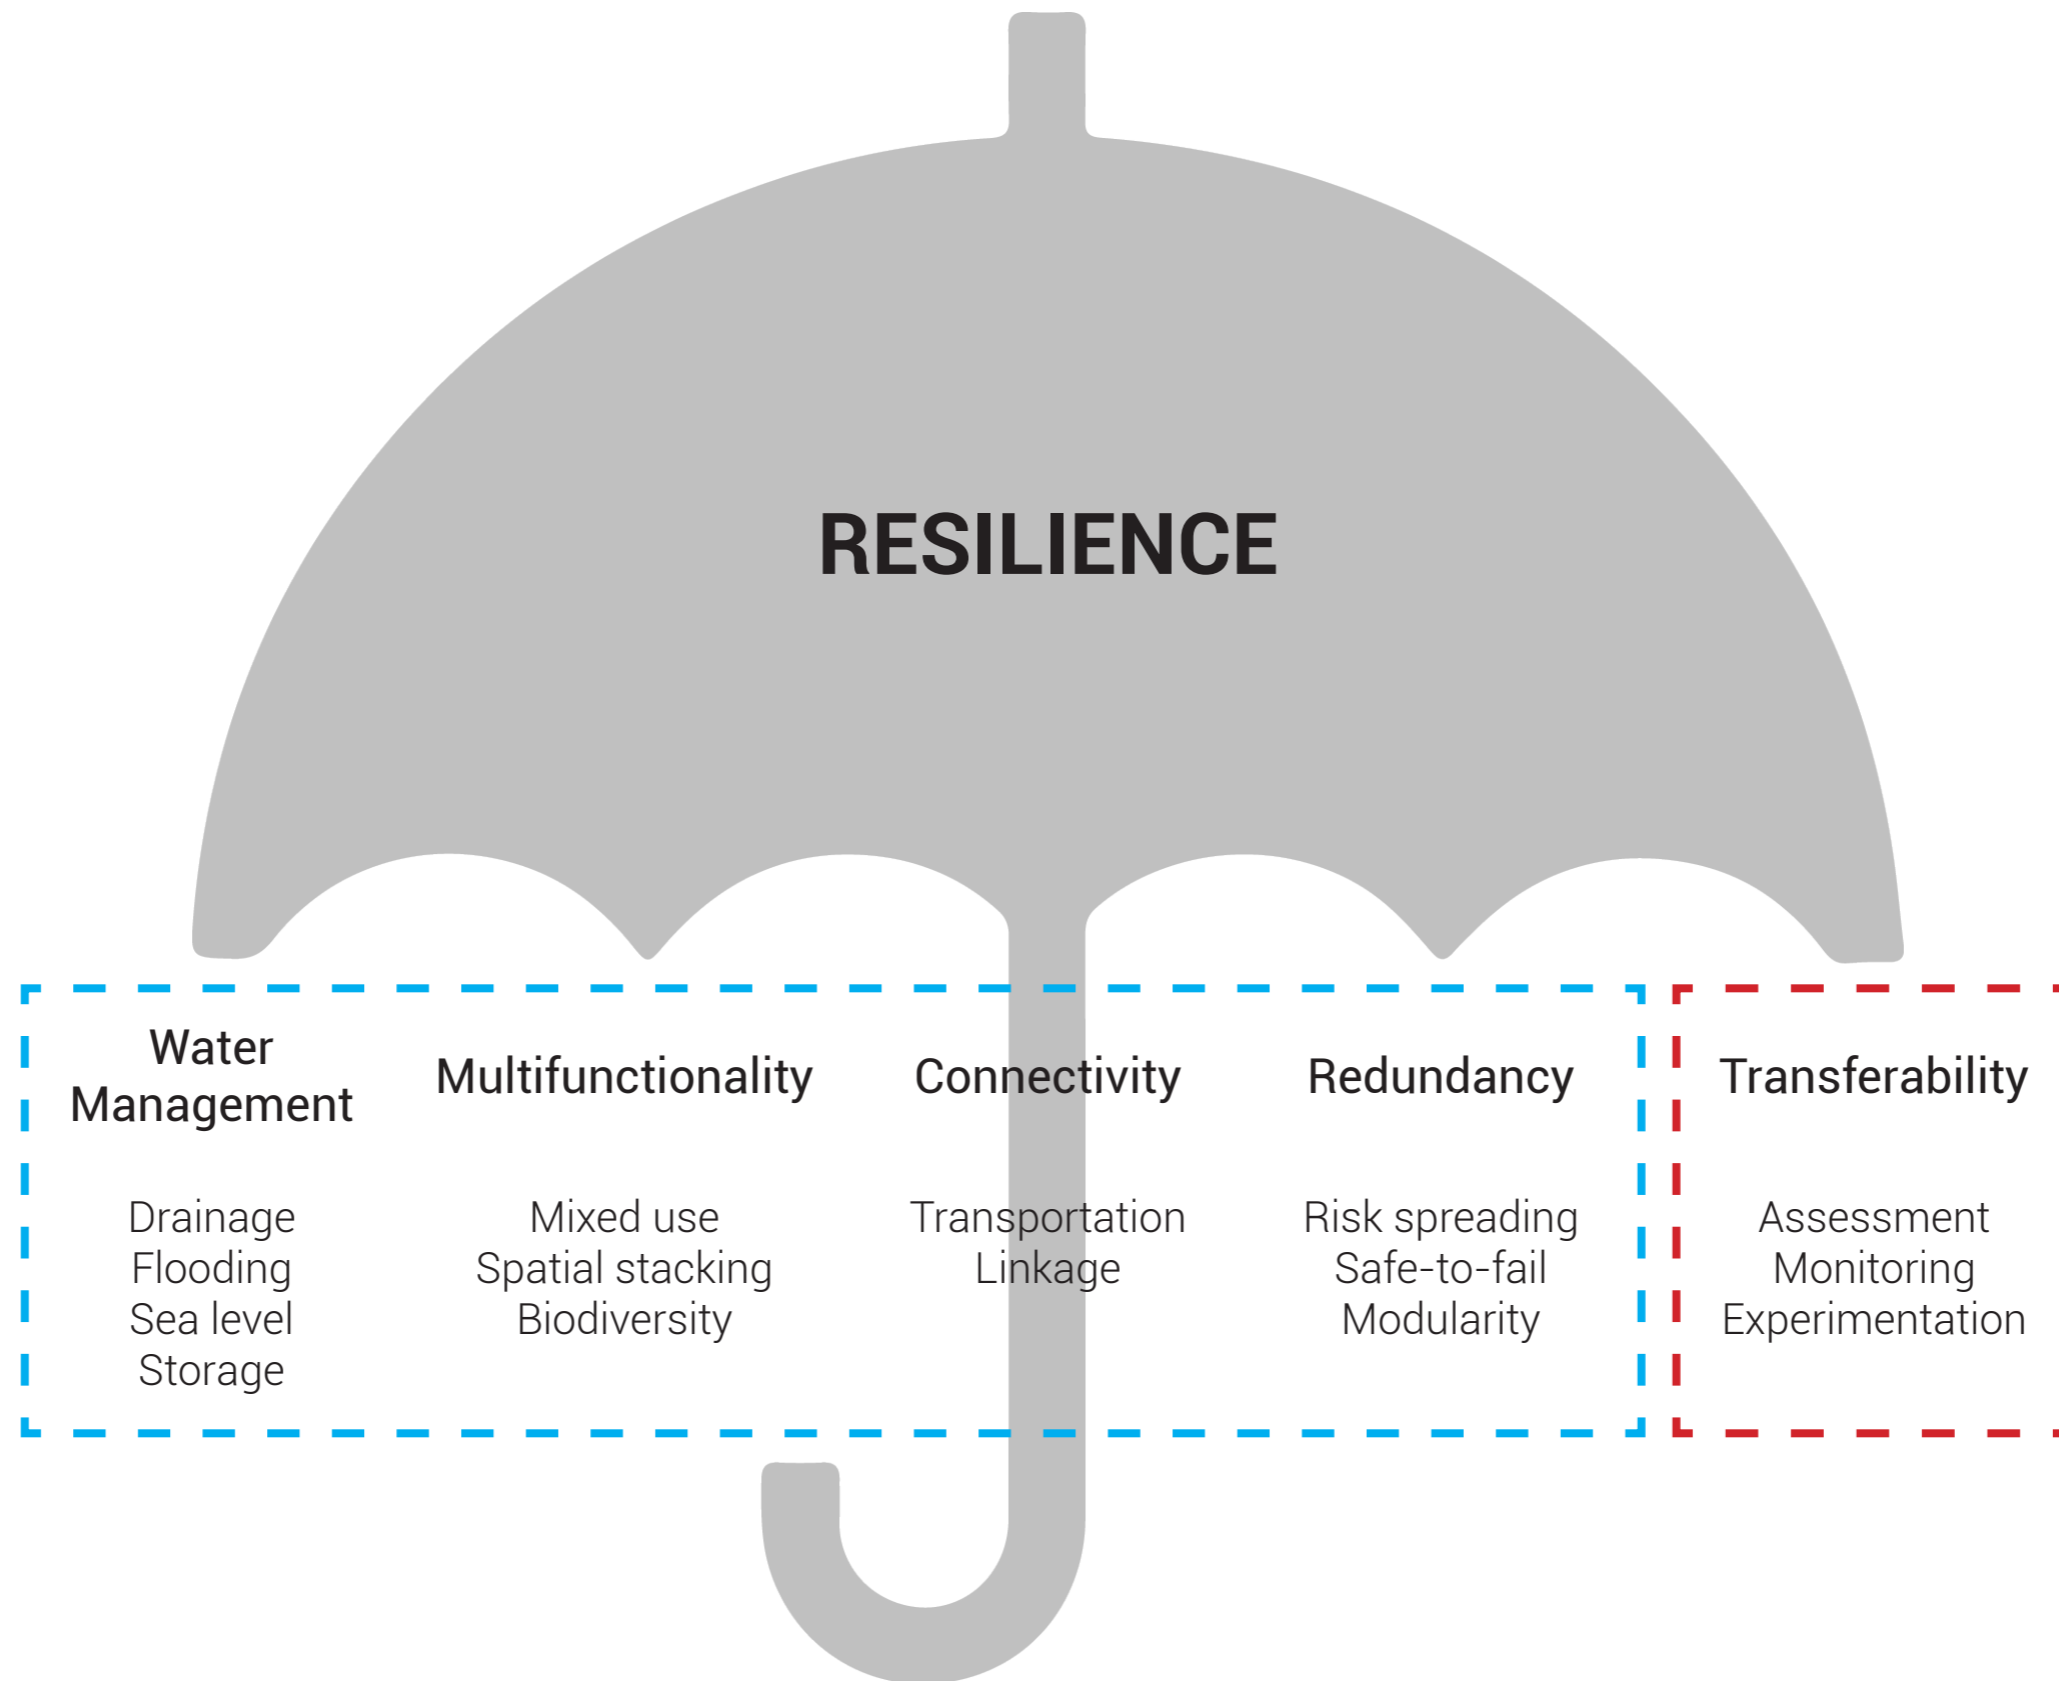 RESILIENCE
Water
Management
Drainage
Flooding
Sea level
Storage
Multifunctionality
Mixed use
Spatial stacking
Biodiversity
Connectivity
Transportation
Linkage
Redundancy
Risk spreading
Safe-to-fail
Modularity
Transferability
Assessment
Monitoring
Experimentation